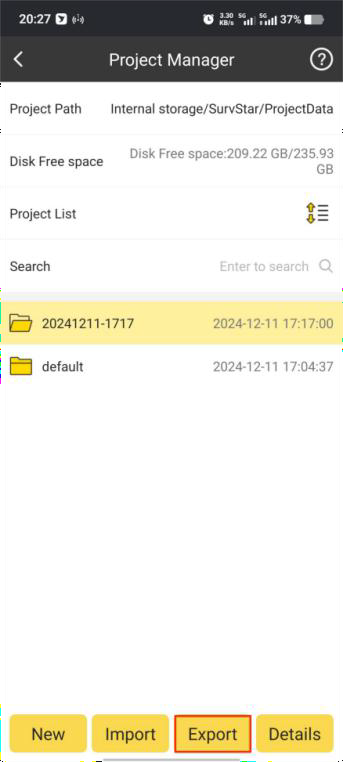 20:27 3.30 KB/s 5G 5G 37%
Project Manager ?
Project Path Internal storage/SurvStar/ProjectData
Disk Free space Disk Free space:209.22 GB/235.93
GB
Project List
Search Enter to search
20241211-1717 2024-12-11 17:17:00
default 2024-12-11 17:04:37
New Import Export Details